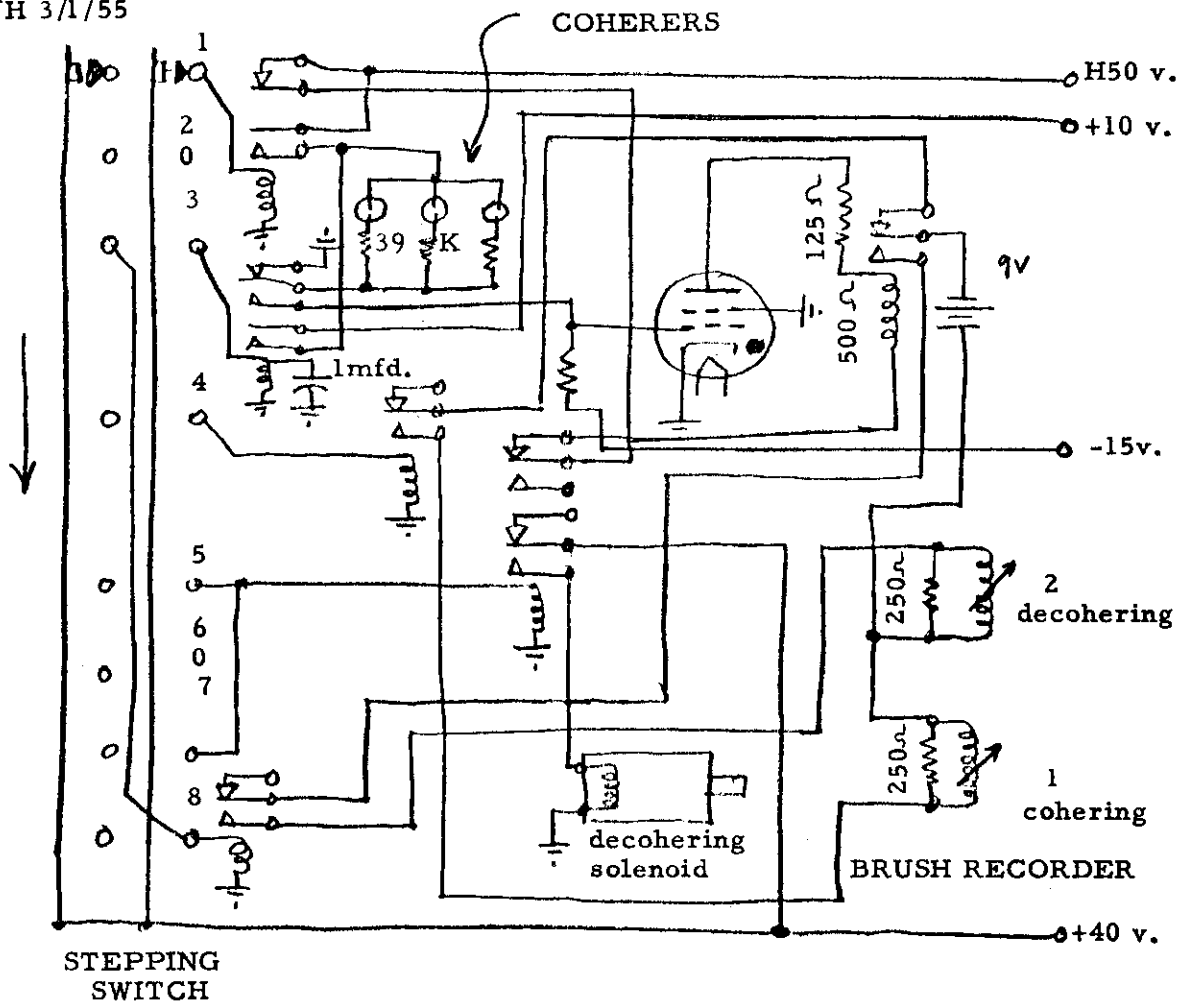 TH 3/1/55
COHERERS
1
H50 v.
+10 v.
2
0
3
39 K
125 Ω
500 Ω
9V
1mfd.
4
-15v.
5
250Ω
2
decohering
6
0
7
250Ω
1
cohering
8
decohering
solenoid
BRUSH RECORDER
+40 v.
STEPPING
SWITCH